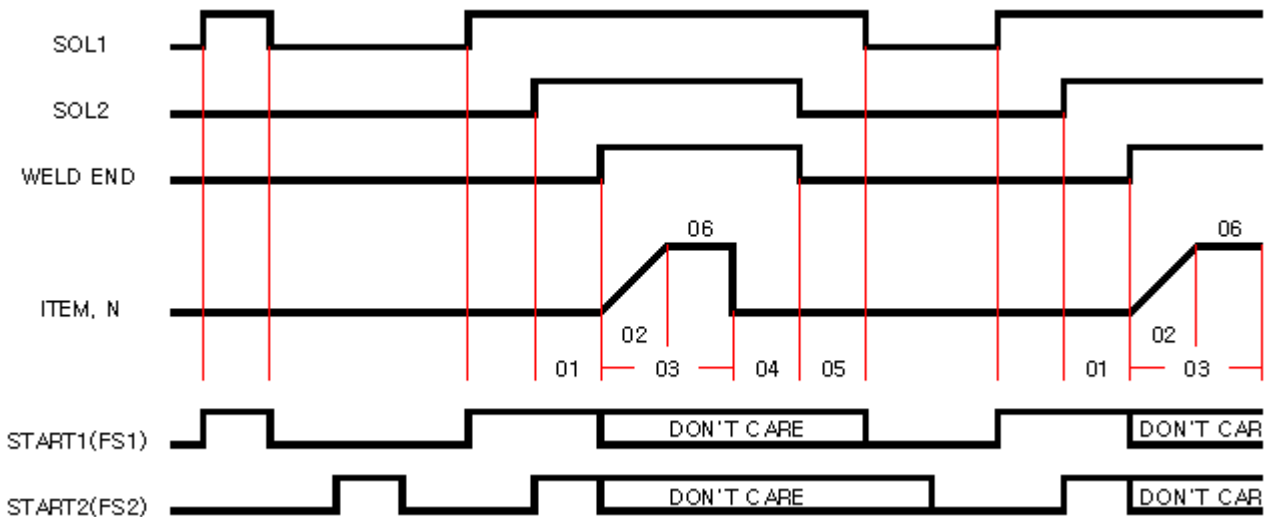 SOL1
SOL2
WELD END
06 06
ITEM, N
02 02
01 03 04 05 01 03
START1(FS1) DON'T CARE DON'T CAR
START2(FS2) DON'T CARE DON'T CAR